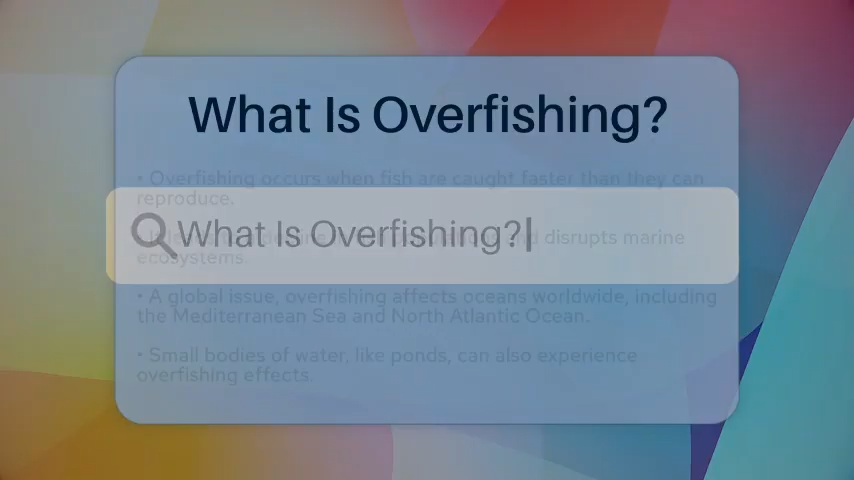 What Is Overfishing?
• Overfishing occurs when fish are caught faster than they can
reproduce.
What Is Overfishing?
disrupts marine
ecosystems.
• A global issue, overfishing affects oceans worldwide, including
the Mediterranean Sea and North Atlantic Ocean.
• Small bodies of water, like ponds, can also experience
overfishing effects.